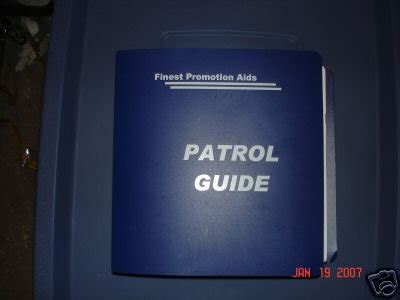 Finest Promotion Aids
PATROL
GUIDE
JAN 19 2007